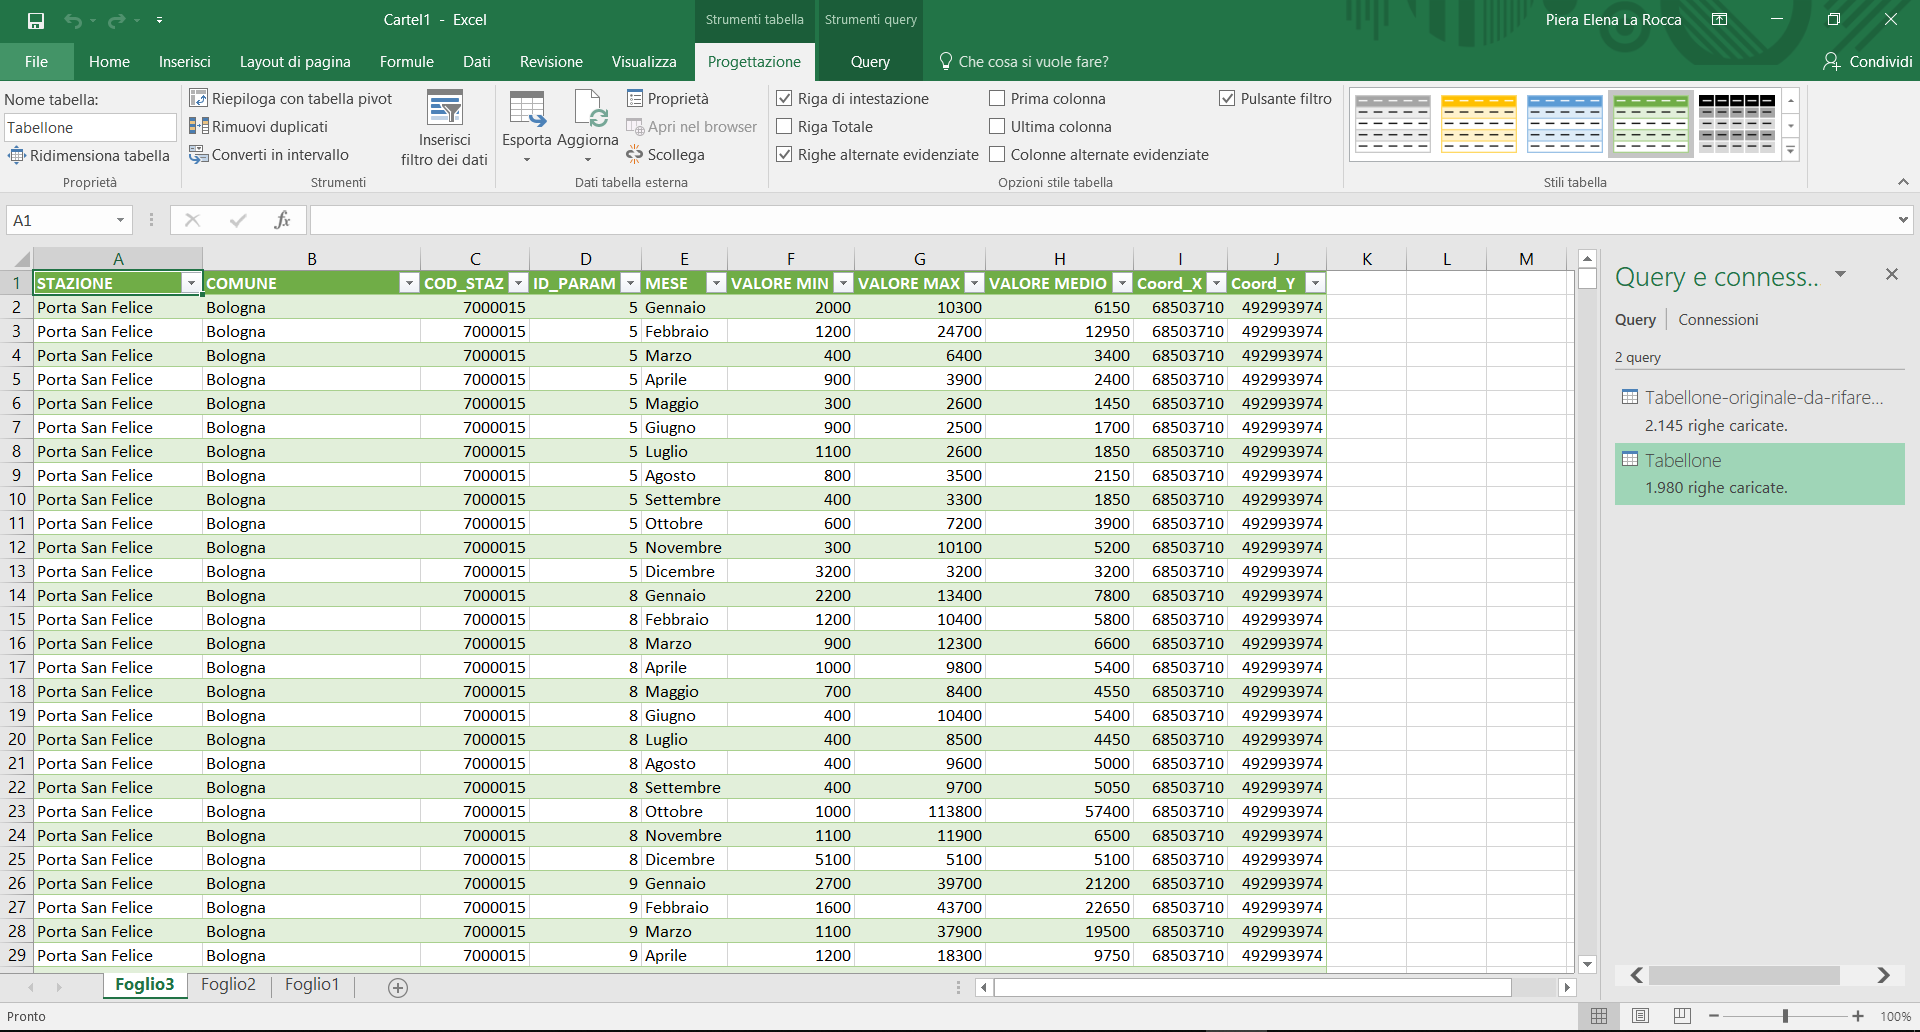 Cartel1 - Excel
Strumenti tabella
Strumenti query
Piera Elena La Rocca
File
Home
Inserisci
Layout di pagina
Formule
Dati
Revisione
Visualizza
Progettazione
Query
Che cosa si vuole fare?
Condividi
Nome tabella:
Tabellone
Ridimensiona tabella
Proprietà
Riepiloga con tabella pivot
Rimuovi duplicati
Converti in intervallo
Inserisci
filtro dei dati
Strumenti
Esporta
Aggiorna
Proprietà
Apri nel browser
Scollega
Dati tabella esterna
Riga di intestazione
Riga Totale
Righe alternate evidenziate
Prima colonna
Ultima colonna
Colonne alternate evidenziate
Pulsante filtro
Opzioni stile tabella
Stili tabella
A1
fx
A B C D E F G H I J K L M
1 STAZIONE COMUNE COD_STAZ ID_PARAM MESE VALORE MIN VALORE MAX VALORE MEDIO Coord_X Coord_Y
2 Porta San Felice Bologna 7000015 5 Gennaio 2000 10300 6150 68503710 492993974
3 Porta San Felice Bologna 7000015 5 Febbraio 1200 24700 12950 68503710 492993974
4 Porta San Felice Bologna 7000015 5 Marzo 400 6400 3400 68503710 492993974
5 Porta San Felice Bologna 7000015 5 Aprile 900 3900 2400 68503710 492993974
6 Porta San Felice Bologna 7000015 5 Maggio 300 2600 1450 68503710 492993974
7 Porta San Felice Bologna 7000015 5 Giugno 900 2500 1700 68503710 492993974
8 Porta San Felice Bologna 7000015 5 Luglio 1100 2600 1850 68503710 492993974
9 Porta San Felice Bologna 7000015 5 Agosto 800 3500 2150 68503710 492993974
10 Porta San Felice Bologna 7000015 5 Settembre 400 3300 1850 68503710 492993974
11 Porta San Felice Bologna 7000015 5 Ottobre 600 7200 3900 68503710 492993974
12 Porta San Felice Bologna 7000015 5 Novembre 300 10100 5200 68503710 492993974
13 Porta San Felice Bologna 7000015 5 Dicembre 3200 3200 3200 68503710 492993974
14 Porta San Felice Bologna 7000015 8 Gennaio 2200 13400 7800 68503710 492993974
15 Porta San Felice Bologna 7000015 8 Febbraio 1200 10400 5800 68503710 492993974
16 Porta San Felice Bologna 7000015 8 Marzo 900 12300 6600 68503710 492993974
17 Porta San Felice Bologna 7000015 8 Aprile 1000 9800 5400 68503710 492993974
18 Porta San Felice Bologna 7000015 8 Maggio 700 8400 4550 68503710 492993974
19 Porta San Felice Bologna 7000015 8 Giugno 400 10400 5400 68503710 492993974
20 Porta San Felice Bologna 7000015 8 Luglio 400 8500 4450 68503710 492993974
21 Porta San Felice Bologna 7000015 8 Agosto 400 9600 5000 68503710 492993974
22 Porta San Felice Bologna 7000015 8 Settembre 400 9700 5050 68503710 492993974
23 Porta San Felice Bologna 7000015 8 Ottobre 1000 113800 57400 68503710 492993974
24 Porta San Felice Bologna 7000015 8 Novembre 1100 11900 6500 68503710 492993974
25 Porta San Felice Bologna 7000015 8 Dicembre 5100 5100 5100 68503710 492993974
26 Porta San Felice Bologna 7000015 9 Gennaio 2700 39700 21200 68503710 492993974
27 Porta San Felice Bologna 7000015 9 Febbraio 1600 43700 22650 68503710 492993974
28 Porta San Felice Bologna 7000015 9 Marzo 1100 37900 19500 68503710 492993974
29 Porta San Felice Bologna 7000015 9 Aprile 1200 18300 9750 68503710 492993974
Query e conness...
Query
Connessioni
2 query
Tabellone-originale-da-rifare...
2.145 righe caricate.
Tabellone
1.980 righe caricate.
Foglio3
Foglio2
Foglio1
Pronto
100%